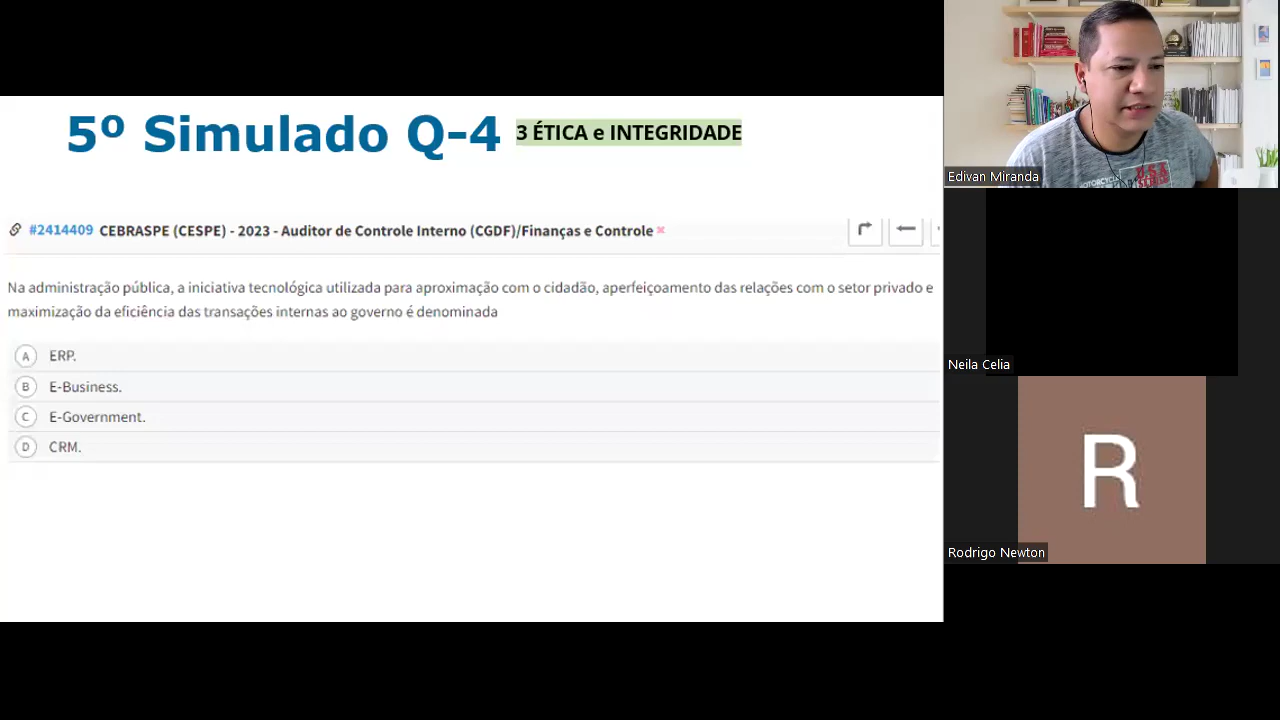 5º Simulado Q-4 3 ÉTICA e INTEGRIDADE
#2414409 CEBRASPE (CESPE) - 2023 - Auditor de Controle Interno (CGDF)/Finanças e Controle
Na administração pública, a iniciativa tecnológica utilizada para aproximação com o cidadão, aperfeiçoamento das relações com o setor privado e
maximização da eficiência das transações internas ao governo é denominada
A ERP.
B E-Business.
C E-Government.
D CRM.
USA
Edivan Miranda
Neila Celia
R
Rodrigo Newton